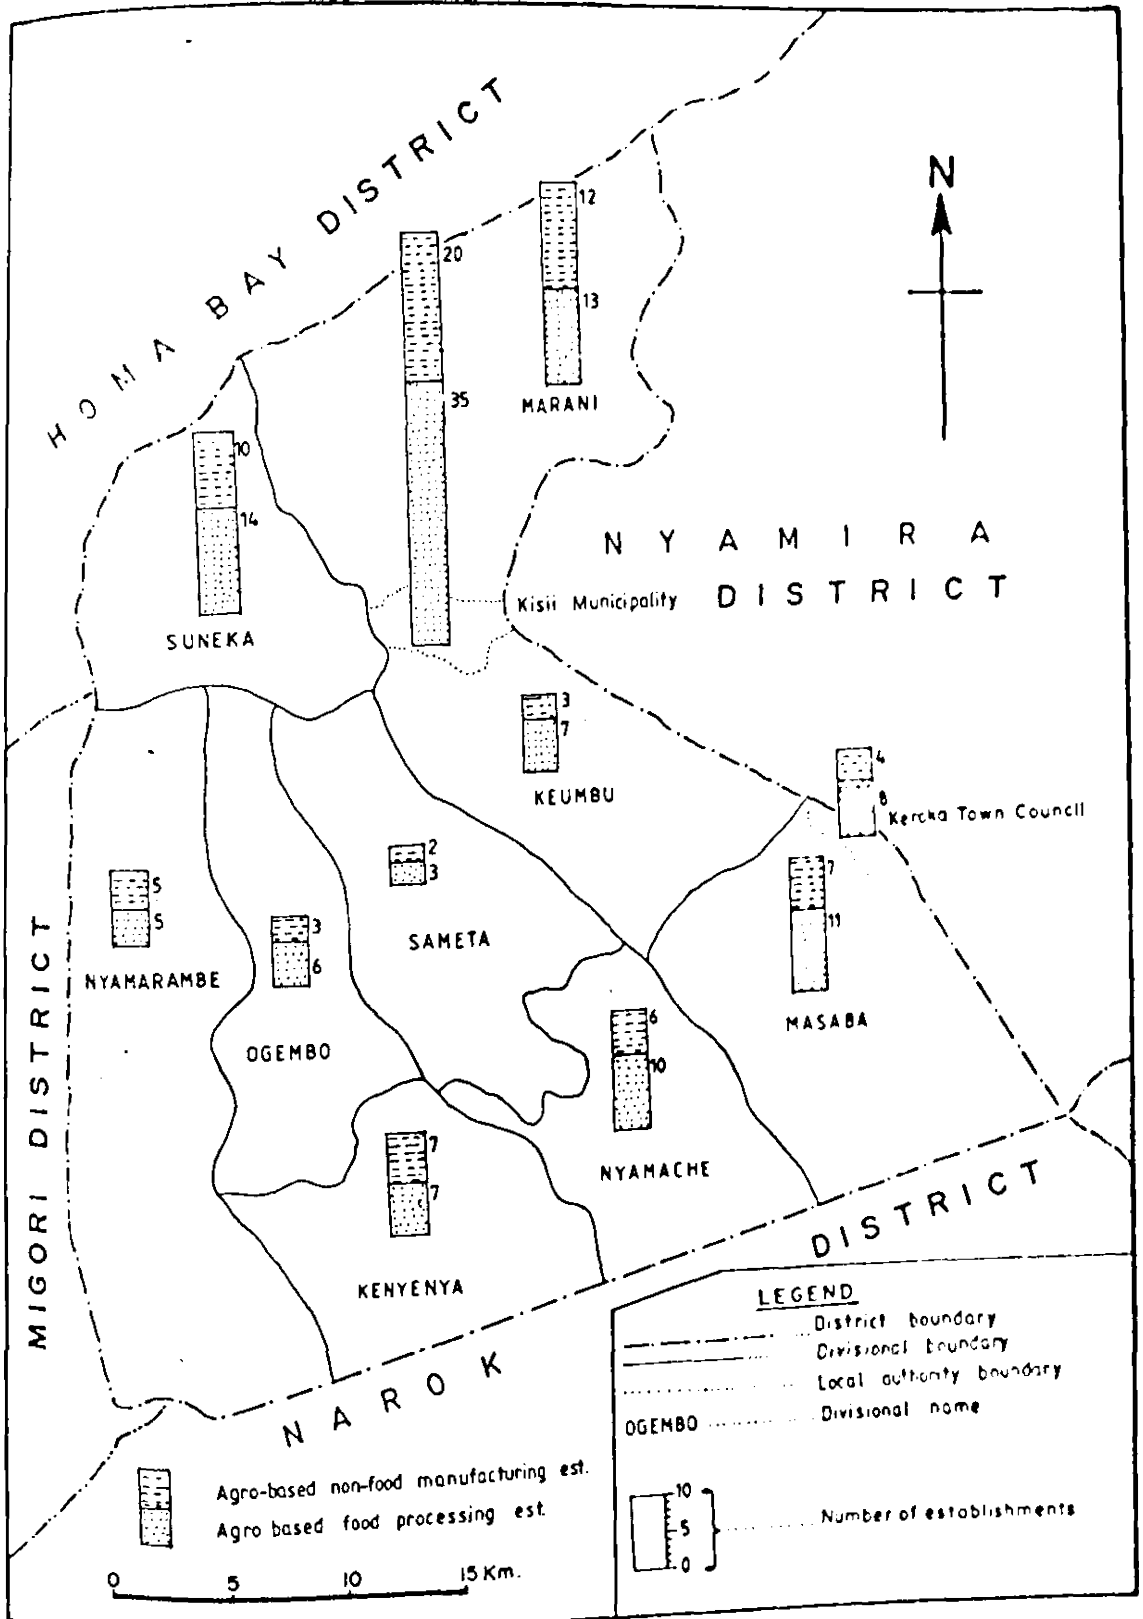 HOMA BAY DISTRICT
N
12
13
MARANI
20
35
10
14
SUNEKA
NYAMIRA
DISTRICT
Kisii Municipality
3
7
KEUMBU
4
8
Keroka Town Council
7
11
MASABA
2
3
SAMETA
5
5
NYARAMBE
3
6
OGEMBO
6
10
NYAMACHE
7
7
KENYENYA
MIGORI DISTRICT
NAROK DISTRICT
LEGEND
District boundary
Divisional boundary
Local authority boundary
OGEMBO Divisional name
10
5
0
Number of establishments
Agro-based non-food manufacturing est.
Agro based food processing est.
0 5 10 15 Km.